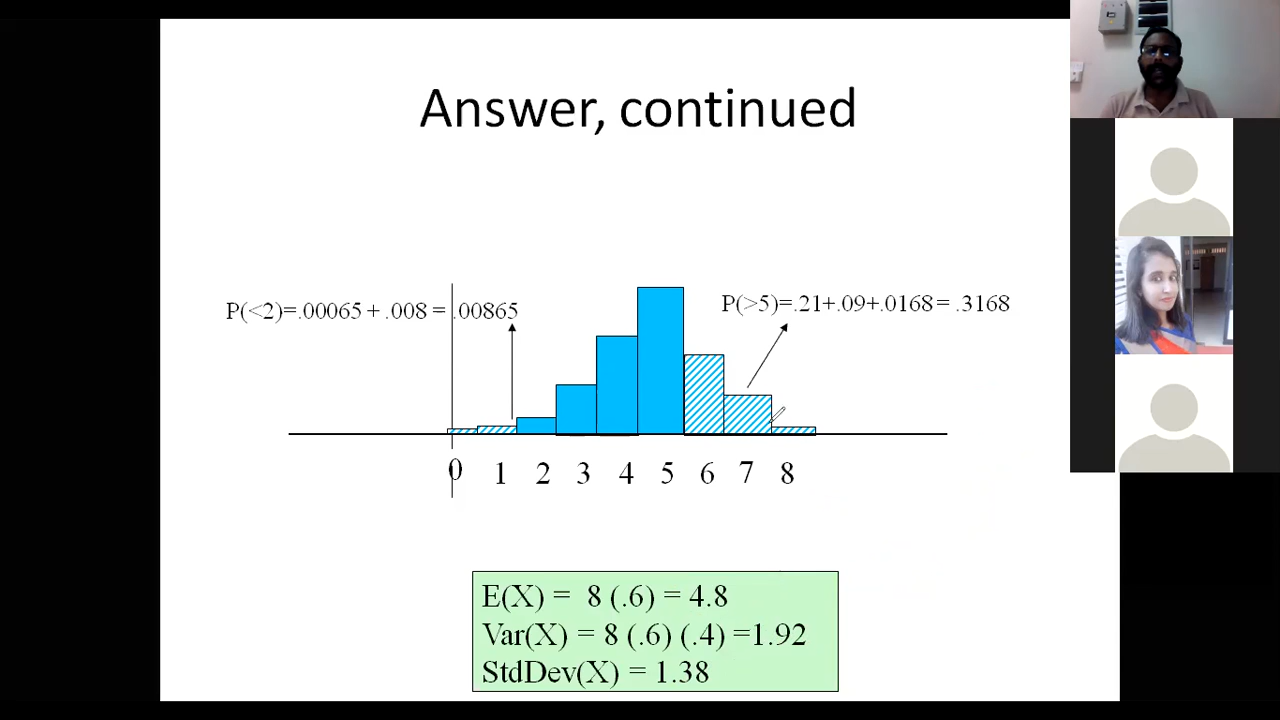 Answer, continued
P(<2)=.00065 + .008 = .00865
P(>5)=.21+.09+.0168 = .3168
0 1 2 3 4 5 6 7 8
E(X) = 8 (.6) = 4.8
Var(X) = 8 (.6) (.4) =1.92
StdDev(X) = 1.38